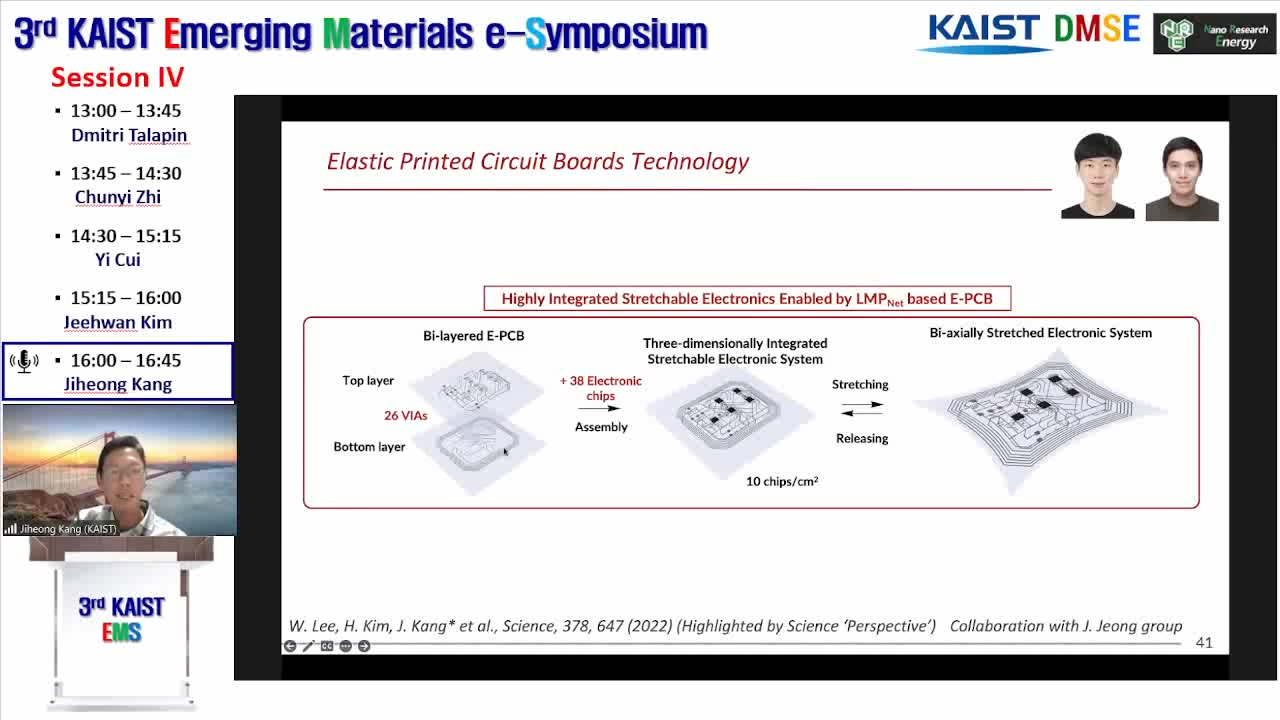 3rd KAIST Emerging Materials e-Symposium
KAIST DMSE
NRE
Nano Research
Energy
Session IV
▪ 13:00 – 13:45
Dmitri Talapin
▪ 13:45 – 14:30
Chunyi Zhi
▪ 14:30 – 15:15
Yi Cui
▪ 15:15 – 16:00
Jeehwan Kim
▪ 16:00 – 16:45
Jiheong Kang
Jiheong Kang (KAIST)
3rd KAIST
EMS
Elastic Printed Circuit Boards Technology
Highly Integrated Stretchable Electronics Enabled by LMPNet based E-PCB
Bi-layered E-PCB
Top layer
26 VIAs
Bottom layer
+ 38 Electronic
chips
Assembly
Three-dimensionally Integrated
Stretchable Electronic System
10 chips/cm²
Stretching
Releasing
Bi-axially Stretched Electronic System
W. Lee, H. Kim, J. Kang* et al., Science, 378, 647 (2022) (Highlighted by Science ‘Perspective’) Collaboration with J. Jeong group
41